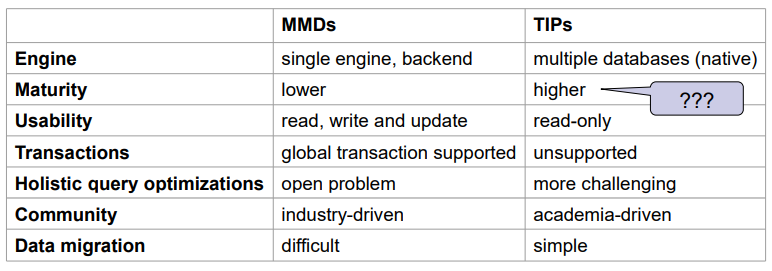 MMDs TIPs
Engine single engine, backend multiple databases (native)
Maturity lower higher
???
Usability read, write and update read-only
Transactions global transaction supported unsupported
Holistic query optimizations open problem more challenging
Community industry-driven academia-driven
Data migration difficult simple